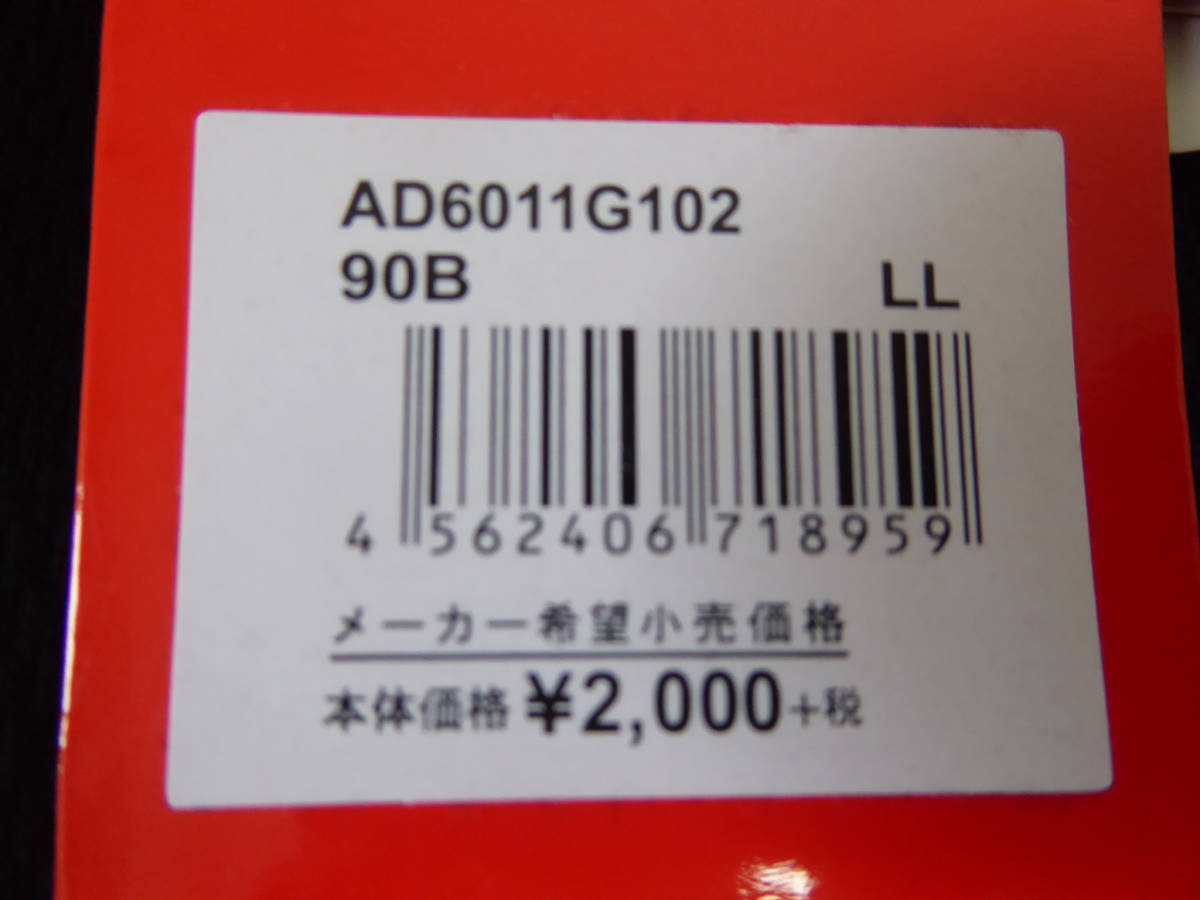 AD6011G102
90B LL
4 562406 718959
メーカー希望小売価格
本体価格 ¥2,000+税